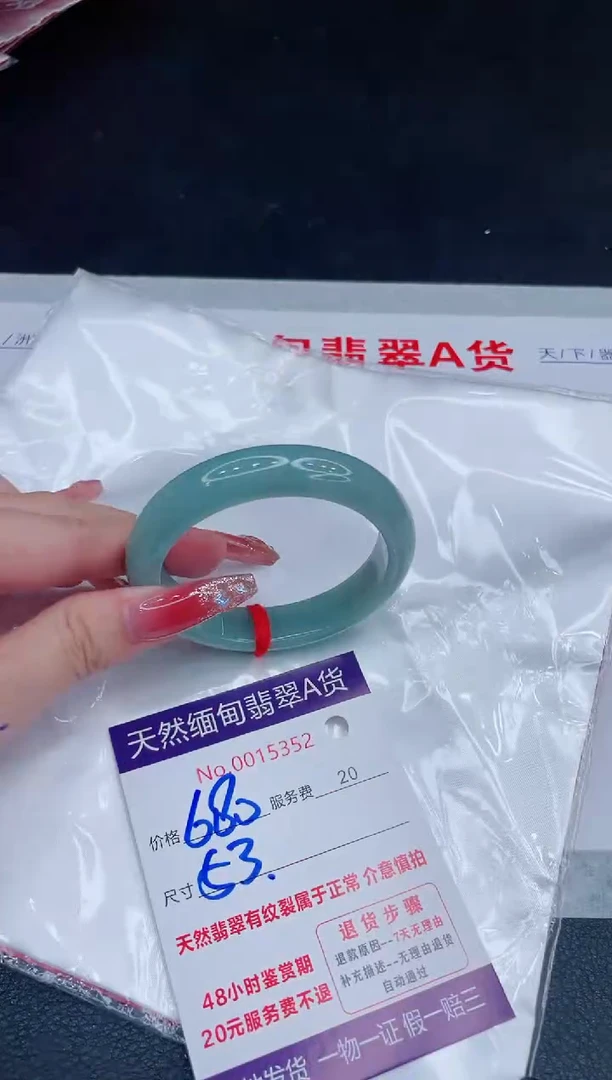 甸翡翠A货
天然缅甸翡翠A货
No.0015352
价格 680 服务费 20
尺寸 53.
天然翡翠有纹裂属于正常 介意慎拍
48小时鉴赏期
20元服务费不退
退货步骤
退款原因--7天无理由
补充描述--无理由退货
自动通过
发货 一物一证 假一赔三